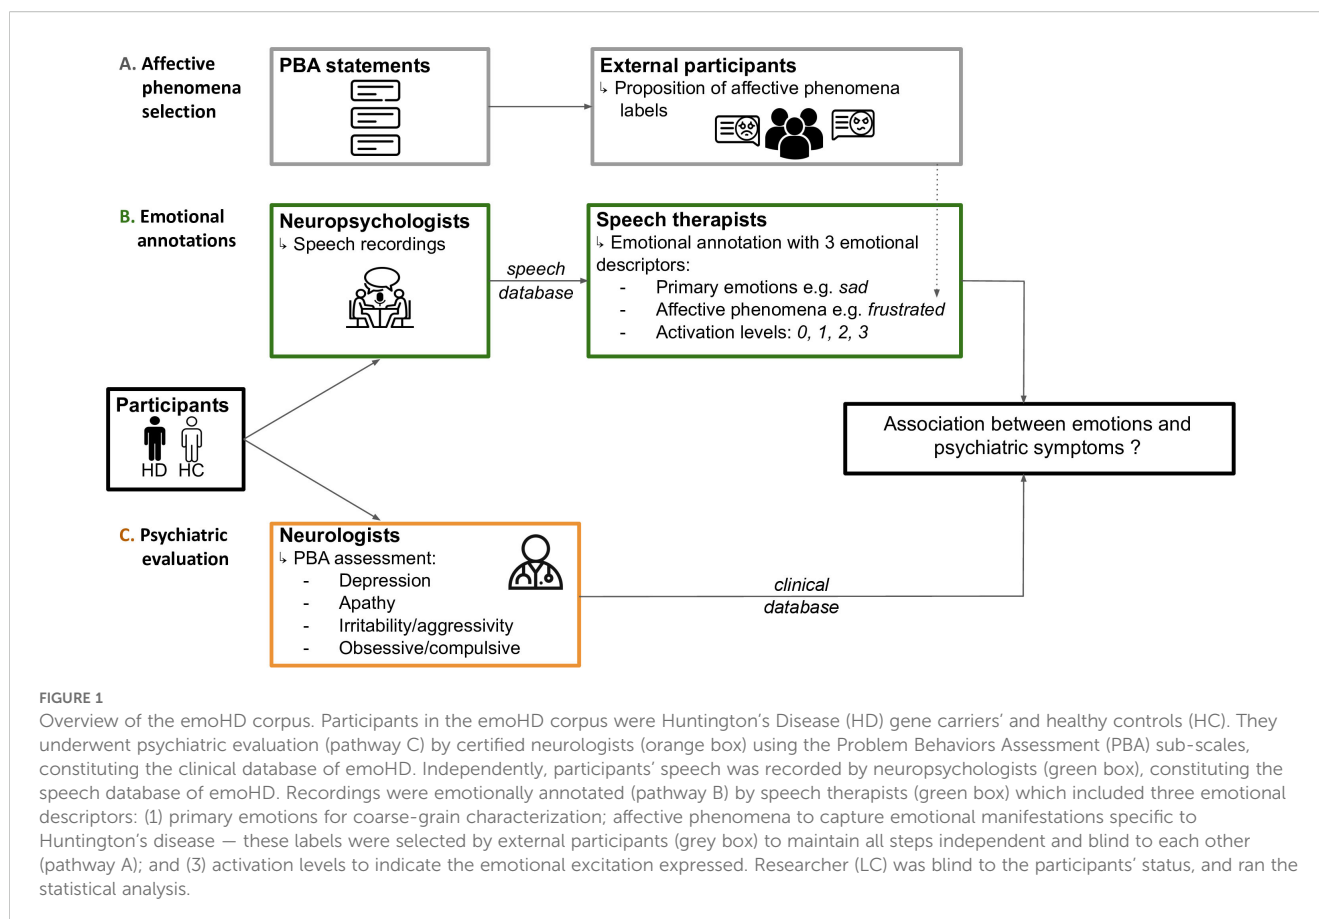 A. Affective
phenomena
selection
PBA statements
External participants
↳ Proposition of affective phenomena
labels
B. Emotional
annotations
Neuropsychologists
↳ Speech recordings
speech
database
Speech therapists
↳ Emotional annotation with 3 emotional
descriptors:
- Primary emotions e.g. sad
- Affective phenomena e.g. frustrated
- Activation levels: 0, 1, 2, 3
Participants
HD HC
Association between emotions and
psychiatric symptoms ?
C. Psychiatric
evaluation
Neurologists
↳ PBA assessment:
- Depression
- Apathy
- Irritability/aggressivity
- Obsessive/compulsive
clinical
database
FIGURE 1
Overview of the emoHD corpus. Participants in the emoHD corpus were Huntington's Disease (HD) gene carriers' and healthy controls (HC). They
underwent psychiatric evaluation (pathway C) by certified neurologists (orange box) using the Problem Behaviors Assessment (PBA) sub-scales,
constituting the clinical database of emoHD. Independently, participants' speech was recorded by neuropsychologists (green box), constituting the
speech database of emoHD. Recordings were emotionally annotated (pathway B) by speech therapists (green box) which included three emotional
descriptors: (1) primary emotions for coarse-grain characterization; affective phenomena to capture emotional manifestations specific to
Huntington's disease — these labels were selected by external participants (grey box) to maintain all steps independent and blind to each other
(pathway A); and (3) activation levels to indicate the emotional excitation expressed. Researcher (LC) was blind to the participants' status, and ran the
statistical analysis.